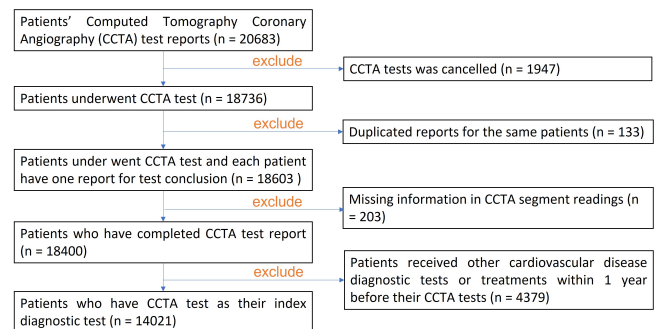 Patients' Computed Tomography Coronary
Angiography (CCTA) test reports (n = 20683)
exclude
CCTA tests was cancelled (n = 1947)
Patients underwent CCTA test (n = 18736)
exclude
Duplicated reports for the same patients (n = 133)
Patients under went CCTA test and each patient
have one report for test conclusion (n = 18603 )
exclude
Missing information in CCTA segment readings (n
= 203)
Patients who have completed CCTA test report
(n = 18400)
exclude
Patients received other cardiovascular disease
diagnostic tests or treatments within 1 year
before their CCTA tests (n = 4379)
Patients who have CCTA test as their index
diagnostic test (n = 14021)